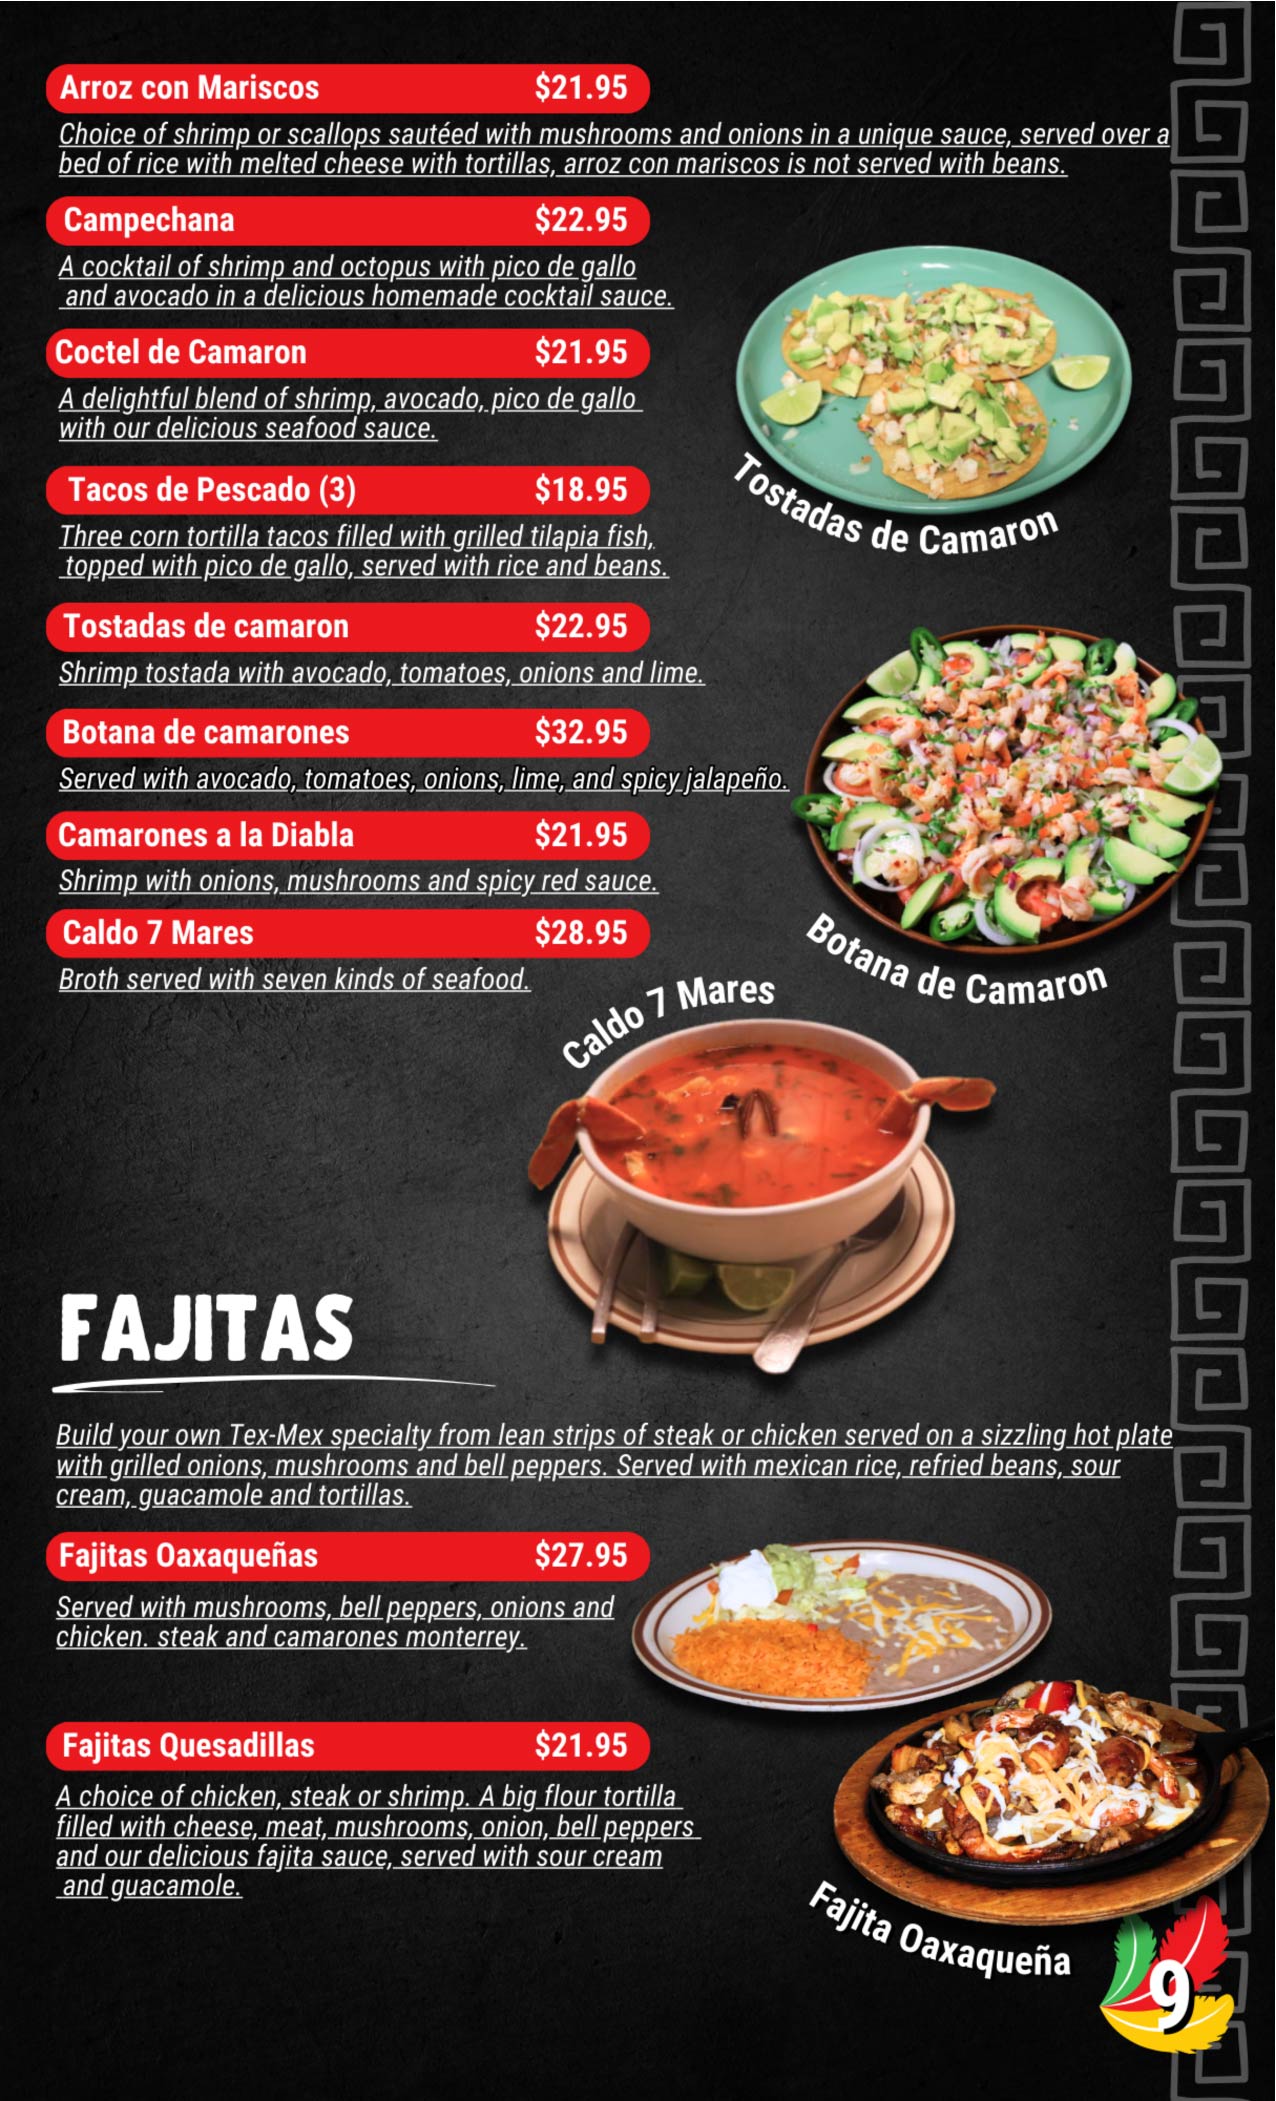 Arroz con Mariscos $21.95
Choice of shrimp or scallops sautéed with mushrooms and onions in a unique sauce, served over a
bed of rice with melted cheese with tortillas, arroz con mariscos is not served with beans.
Campechana $22.95
A cocktail of shrimp and octopus with pico de gallo
and avocado in a delicious homemade cocktail sauce.
Coctel de Camaron $21.95
A delightful blend of shrimp, avocado, pico de gallo
with our delicious seafood sauce.
Tacos de Pescado (3) $18.95
Three corn tortilla tacos filled with grilled tilapia fish,
topped with pico de gallo, served with rice and beans.
Tostadas de Camaron
Tostadas de camaron $22.95
Shrimp tostada with avocado, tomatoes, onions and lime.
Botana de camarones $32.95
Served with avocado, tomatoes, onions, lime, and spicy jalapeño.
Camarones a la Diabla $21.95
Shrimp with onions, mushrooms and spicy red sauce.
Caldo 7 Mares $28.95
Broth served with seven kinds of seafood.
Botana de Camaron
Caldo 7 Mares
FAJITAS
Build your own Tex-Mex specialty from lean strips of steak or chicken served on a sizzling hot plate
with grilled onions, mushrooms and bell peppers. Served with mexican rice, refried beans, sour
cream, guacamole and tortillas.
Fajitas Oaxaqueñas $27.95
Served with mushrooms, bell peppers, onions and
chicken. steak and camarones monterrey.
Fajitas Quesadillas $21.95
A choice of chicken, steak or shrimp. A big flour tortilla
filled with cheese, meat, mushrooms, onion, bell peppers
and our delicious fajita sauce, served with sour cream
and guacamole.
Fajita Oaxaqueña
9